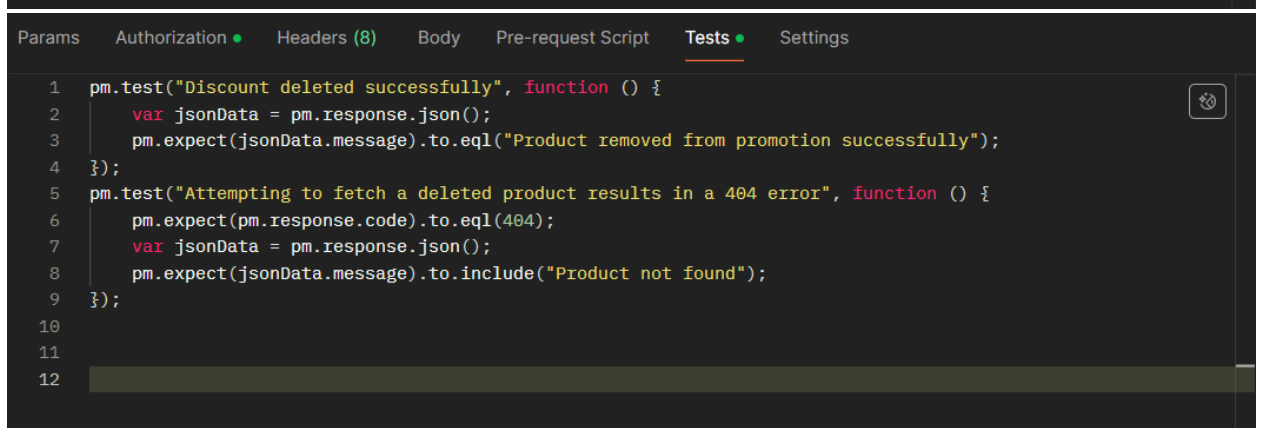 Params Authorization Headers (8) Body Pre-request Script Tests Settings
1 pm.test("Discount deleted successfully", function () {
2 var jsonData = pm.response.json();
3 pm.expect(jsonData.message).to.eql("Product removed from promotion successfully");
4 });
5 pm.test("Attempting to fetch a deleted product results in a 404 error", function () {
6 pm.expect(pm.response.code).to.eql(404);
7 var jsonData = pm.response.json();
8 pm.expect(jsonData.message).to.include("Product not found");
9 });
10
11
12